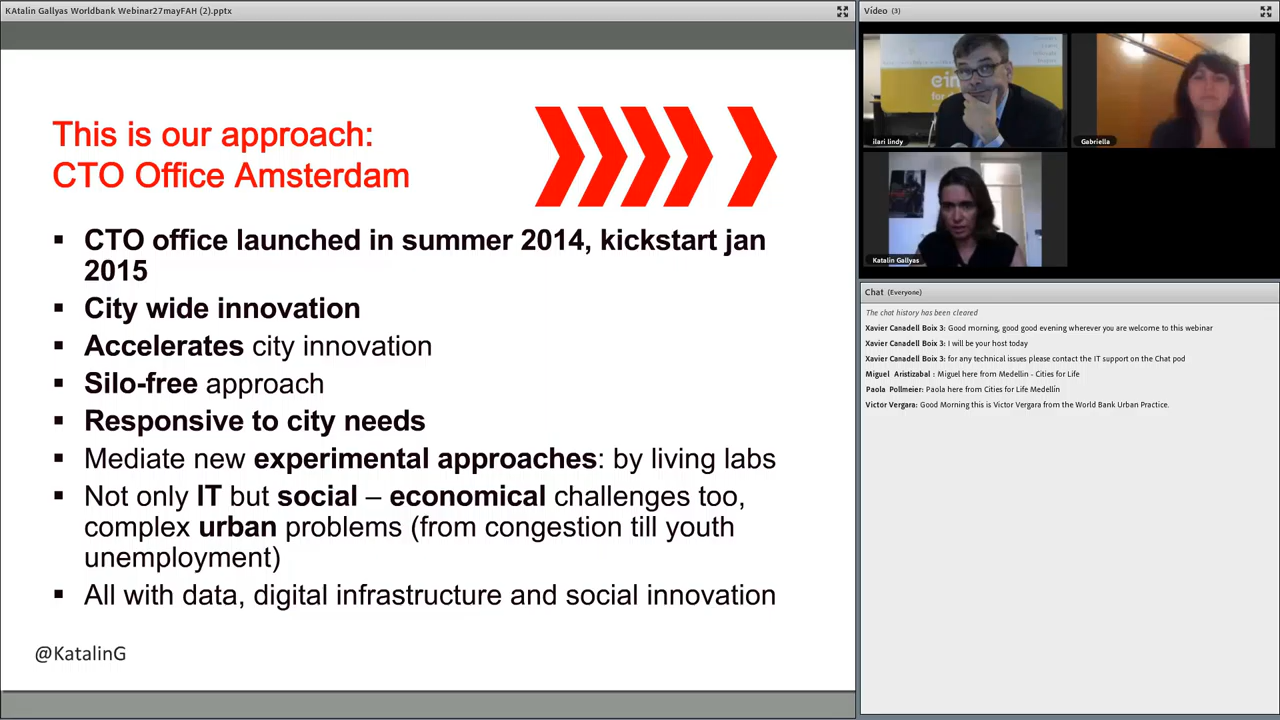 KAtalin Gallyas Worldbank Webinar27mayFAH (2).pptx
This is our approach:
CTO Office Amsterdam
▪ CTO office launched in summer 2014, kickstart jan
2015
▪ City wide innovation
▪ Accelerates city innovation
▪ Silo-free approach
▪ Responsive to city needs
▪ Mediate new experimental approaches: by living labs
▪ Not only IT but social – economical challenges too,
complex urban problems (from congestion till youth
unemployment)
▪ All with data, digital infrastructure and social innovation
@KatalinG
Video (3)
ilari lindy
Gabriella
Katalin Gallyas
Chat (Everyone)
The chat history has been cleared
Xavier Canadell Boix 3: Good morning, good good evening wherever you are welcome to this webinar
Xavier Canadell Boix 3: I will be your host today
Xavier Canadell Boix 3: for any technical issues please contact the IT support on the Chat pod
Miguel Aristizabal : Miguel here from Medellin - Cities for Life
Paola Pollmeier: Paola here from Cities for Life Medellín
Victor Vergara: Good Morning this is Victor Vergara from the World Bank Urban Practice.